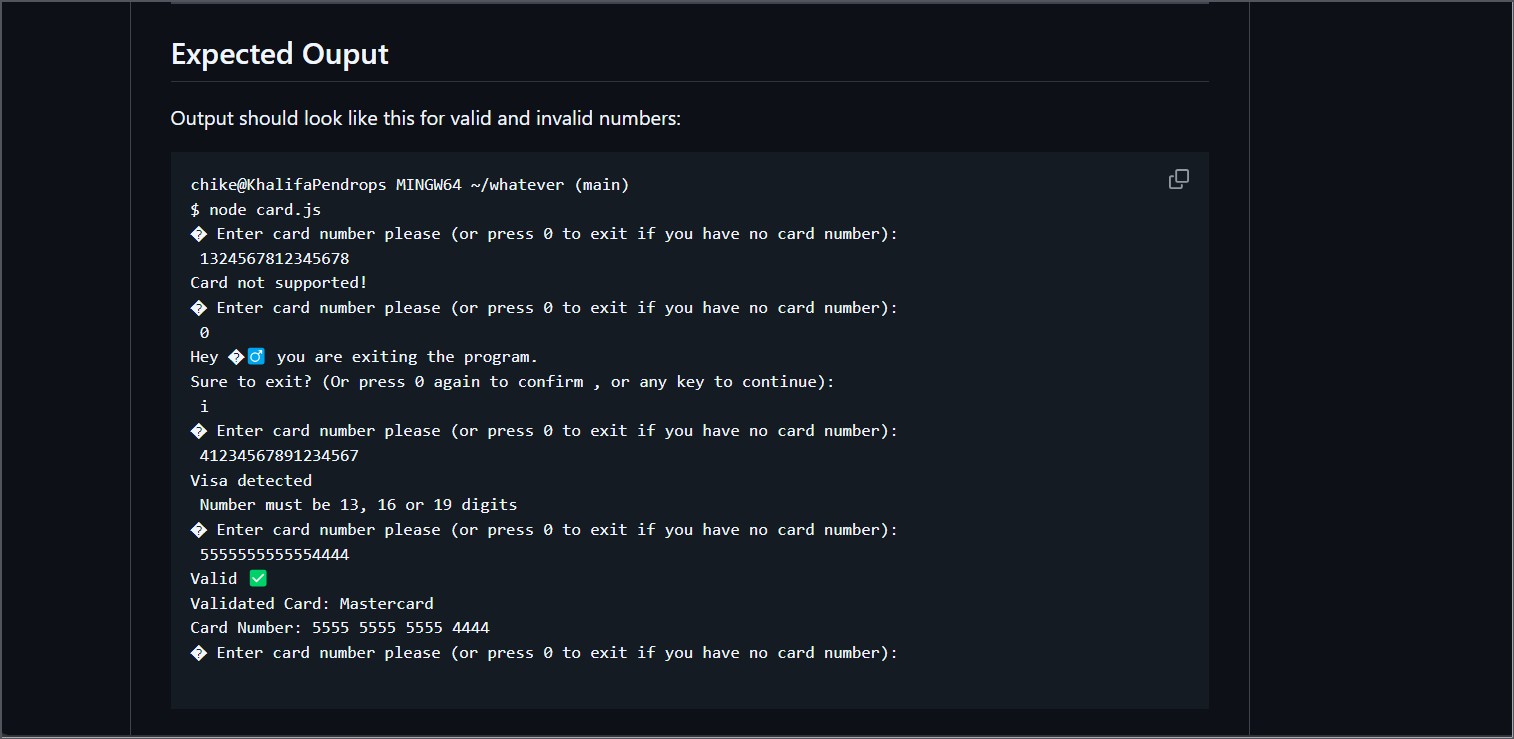 Expected Ouput
Output should look like this for valid and invalid numbers:
chike@KhalifaPendrops MINGW64 ~/whatever (main)
$ node card.js
� Enter card number please (or press 0 to exit if you have no card number):
1324567812345678
Card not supported!
� Enter card number please (or press 0 to exit if you have no card number):
0
Hey �♂️ you are exiting the program.
Sure to exit? (Or press 0 again to confirm , or any key to continue):
i
� Enter card number please (or press 0 to exit if you have no card number):
41234567891234567
Visa detected
Number must be 13, 16 or 19 digits
� Enter card number please (or press 0 to exit if you have no card number):
5555555555554444
Valid ✅
Validated Card: Mastercard
Card Number: 5555 5555 5555 4444
� Enter card number please (or press 0 to exit if you have no card number):